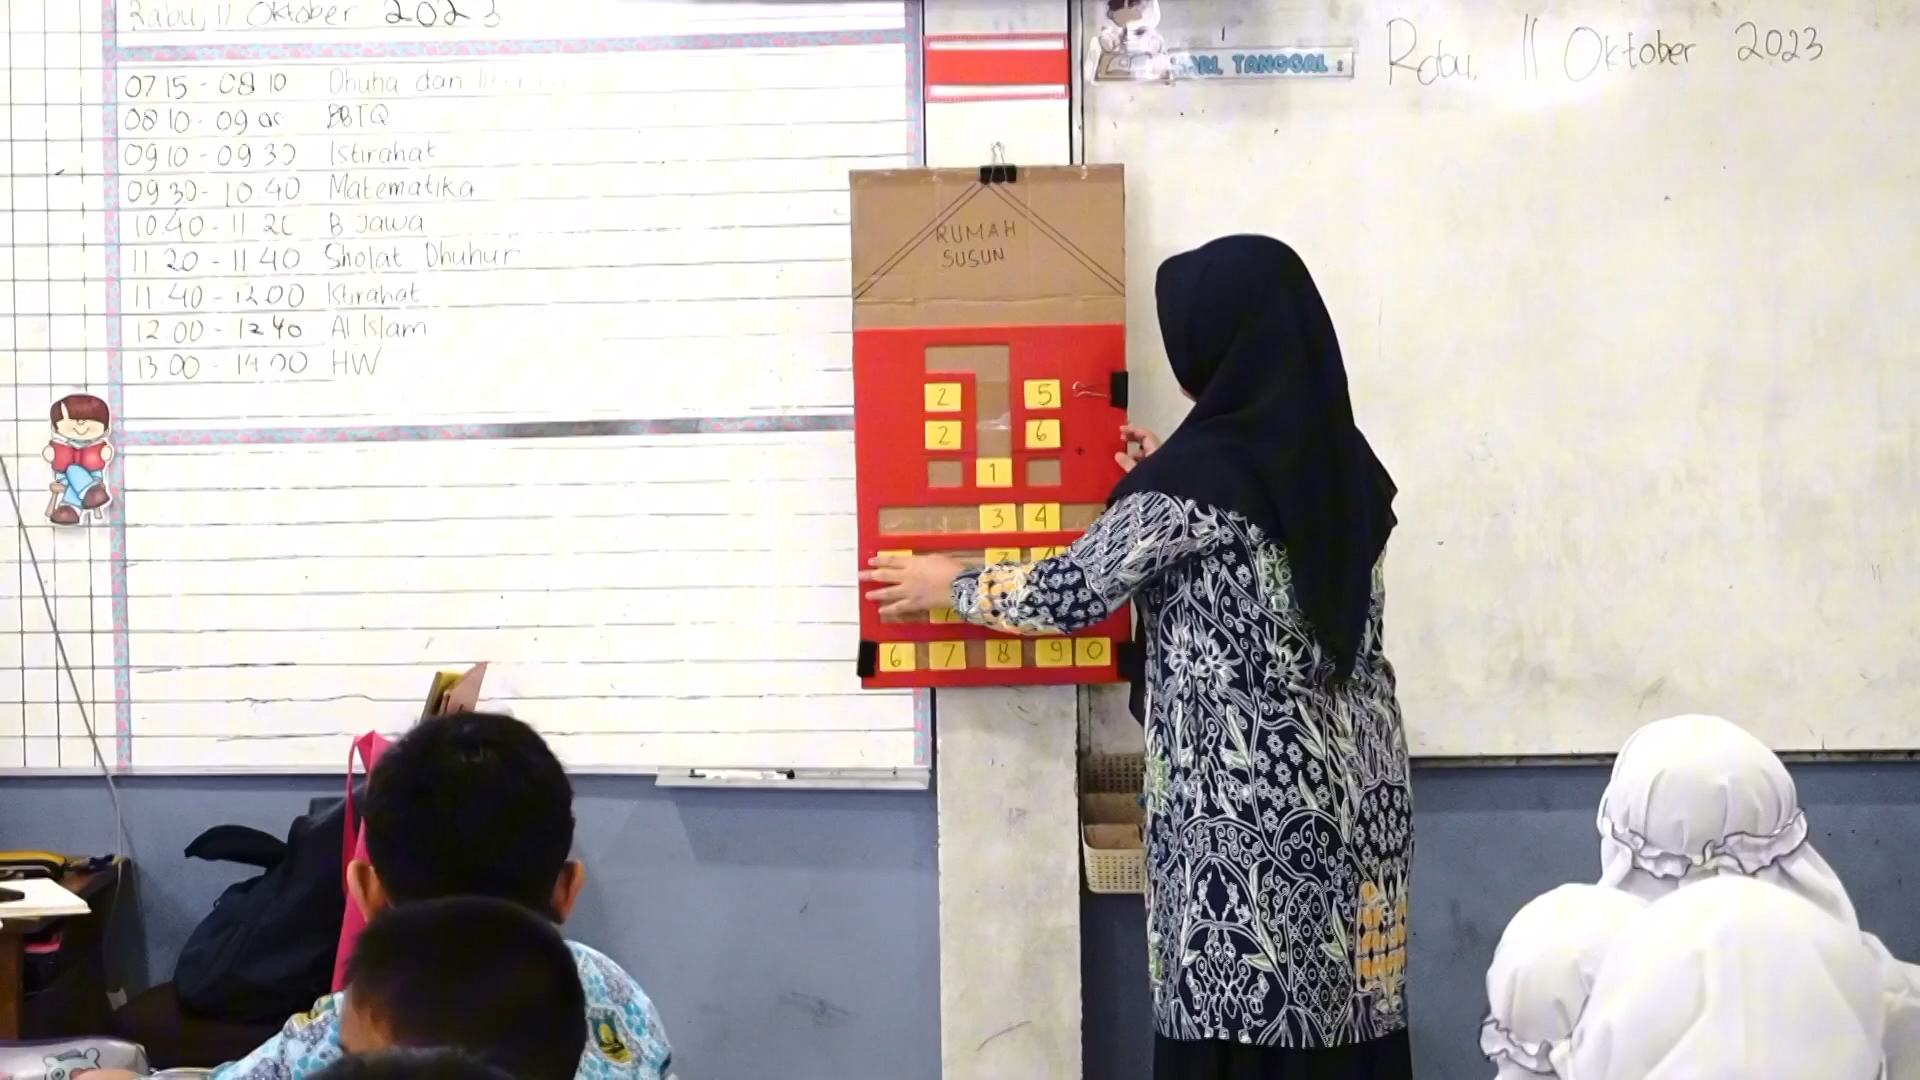 Rabu, 11 Oktober 2023
07 15 - 08 10 Dhuha dan
08 10 - 09 BBTQ
09 10 - 09 30 Istirahat
09 30 - 10.40 Matematika
10.40 - 11 20 B Jawa
11 20 - 11 40 Sholat Dhuhur
11.40 - 12.00 Istirahat
12.00 - 12 40 Al Islam
13 00 - 14 00 HW
RUMAH
SUSUN
2 5
2 6
1
3 4
6 7 8 9 0
TANGGAL :
Rabu, 11 Oktober 2023